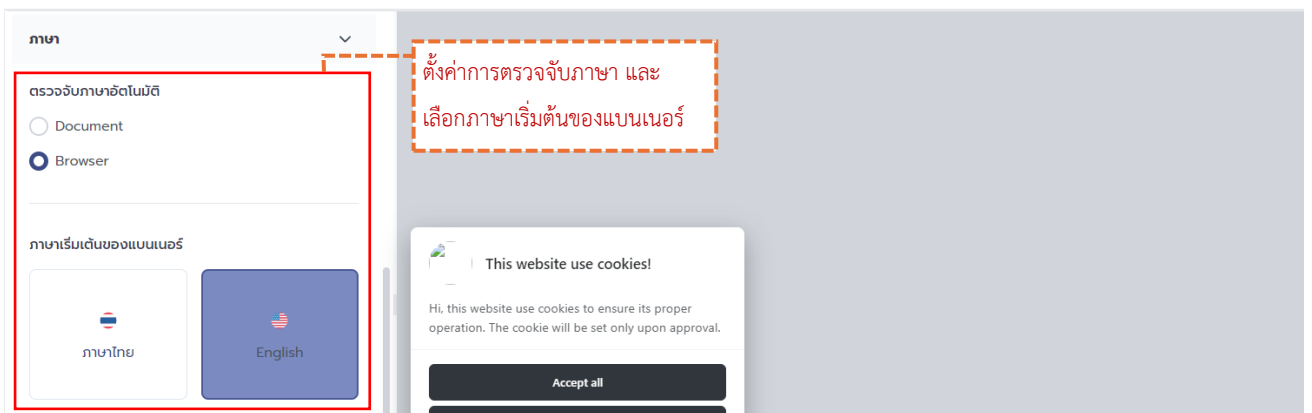 ภาษา
ตรวจจับภาษาอัตโนมัติ
Document
Browser
ภาษาเริ่มต้นของแบนเนอร์
ภาษาไทย
English
ตั้งค่าการตรวจจับภาษา และ
เลือกภาษาเริ่มต้นของแบนเนอร์
This website use cookies!
Hi, this website use cookies to ensure its proper
operation. The cookie will be set only upon approval.
Accept all